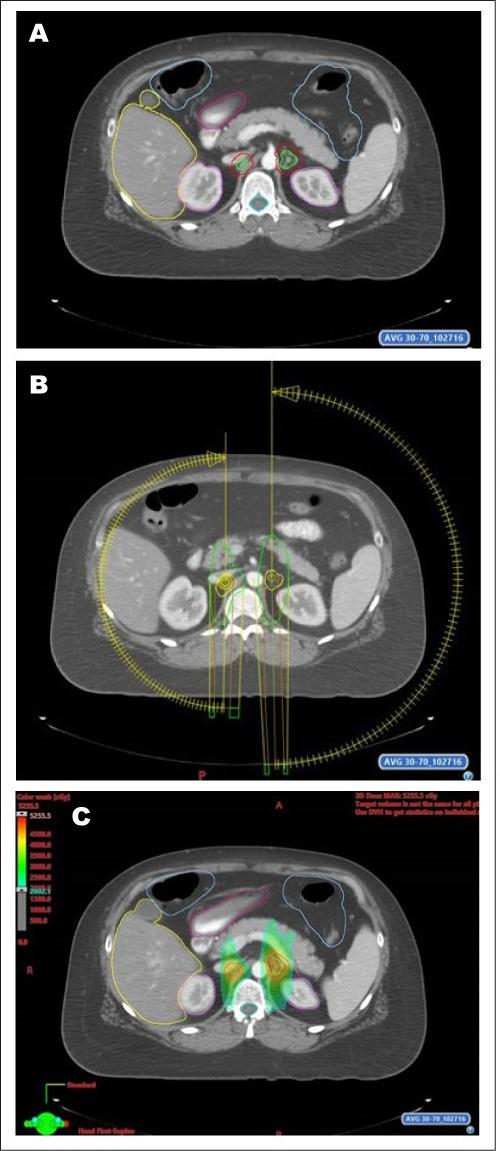 A
AVG 30-70_102716
B
P
AVG 30-70_102716
Color wash [cGy]
5255.5
5255.5
4500.0
4000.0
3500.0
3000.0
2500.0
2002.1
1500.0
1000.0
500.0
0.0
C
A
3D Dose MAX: 5255.5 cGy
Target volume is not the same for all pl
Use DVH to get statistics on individual
R
Standard
Head First-Supine
AVG 30-70_102716